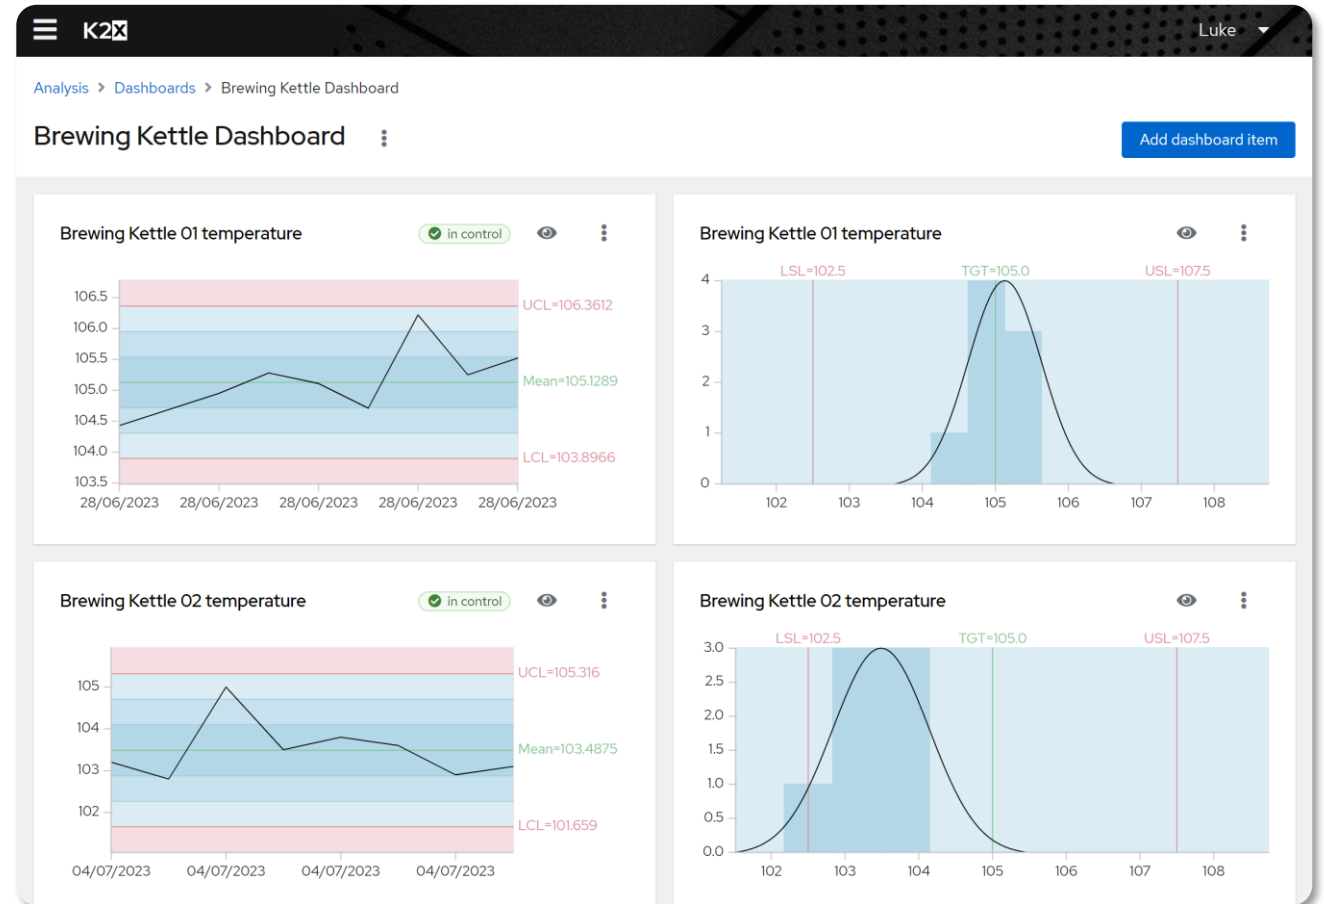 K2X
Luke
Analysis > Dashboards > Brewing Kettle Dashboard
Brewing Kettle Dashboard
Add dashboard item
Brewing Kettle 01 temperature
in control
106.5
106.0
105.5
105.0
104.5
104.0
103.5
UCL=106.3612
Mean=105.1289
LCL=103.8966
28/06/2023 28/06/2023 28/06/2023 28/06/2023 28/06/2023
Brewing Kettle 01 temperature
LSL=102.5 TGT=105.0 USL=107.5
4
3
2
1
0
102 103 104 105 106 107 108
Brewing Kettle 02 temperature
in control
105
104
103
102
UCL=105.316
Mean=103.4875
LCL=101.659
04/07/2023 04/07/2023 04/07/2023 04/07/2023
Brewing Kettle 02 temperature
LSL=102.5 TGT=105.0 USL=107.5
3.0
2.5
2.0
1.5
1.0
0.5
0.0
102 103 104 105 106 107 108